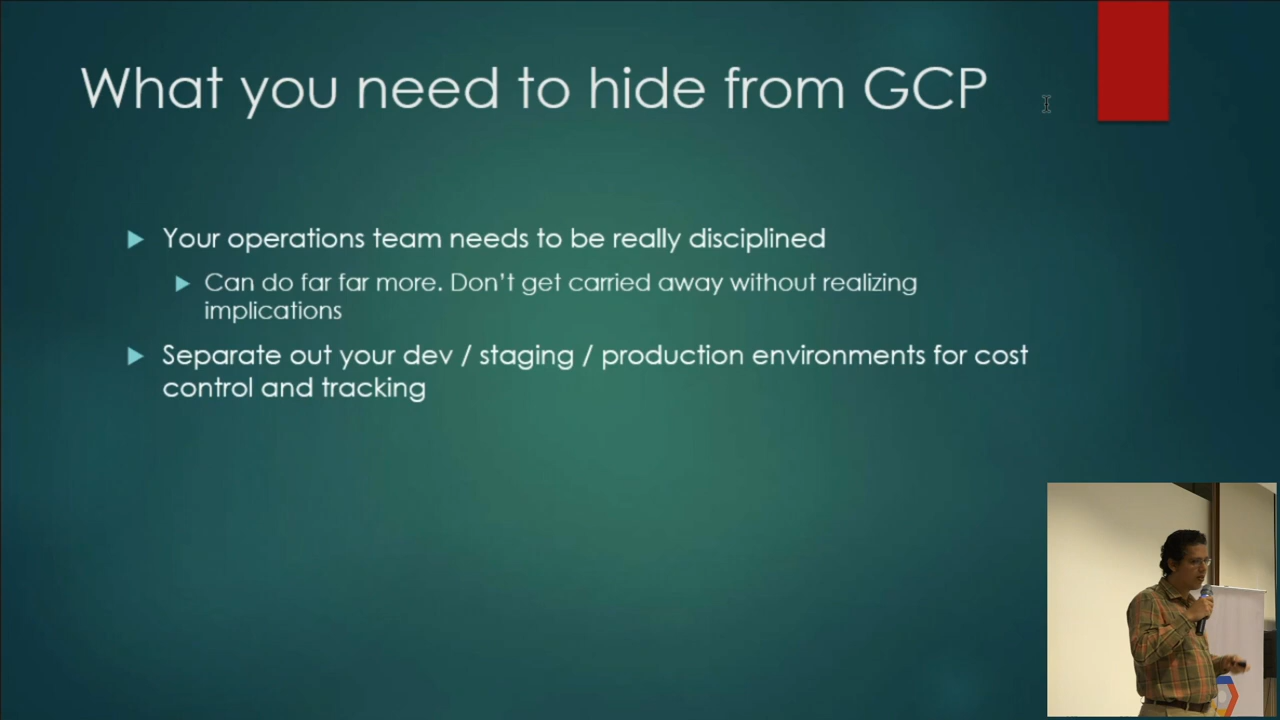 What you need to hide from GCP
Your operations team needs to be really disciplined
Can do far far more. Don't get carried away without realizing
implications
Separate out your dev / staging / production environments for cost
control and tracking